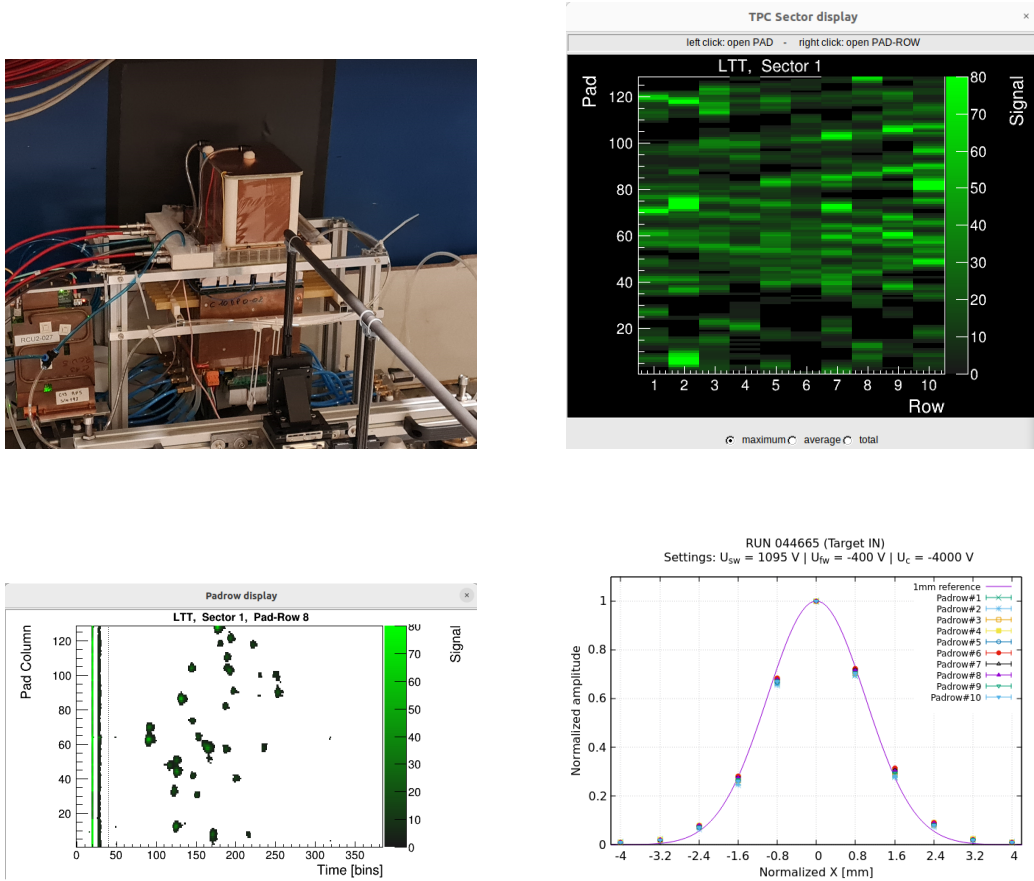 TPC Sector display
×
left click: open PAD - right click: open PAD-ROW
LTT, Sector 1
Pad
Signal
120
100
80
60
40
20
1 2 3 4 5 6 7 8 9 10
Row
80
70
60
50
40
30
20
10
0
maximum average total
RCU2-027
Padrow display
×
LTT, Sector 1, Pad-Row 8
Pad Column
Signal
120
100
80
60
40
20
0 50 100 150 200 250 300 350
Time [bins]
80
70
60
50
40
30
20
10
0
RUN 044665 (Target IN)
Settings: Usw = 1095 V | Ufw = -400 V | Uc = -4000 V
1mm reference
Padrow#1
Padrow#2
Padrow#3
Padrow#4
Padrow#5
Padrow#6
Padrow#7
Padrow#8
Padrow#9
Padrow#10
Normalized amplitude
1
0.8
0.6
0.4
0.2
0
-4 -3.2 -2.4 -1.6 -0.8 0 0.8 1.6 2.4 3.2 4
Normalized X [mm]